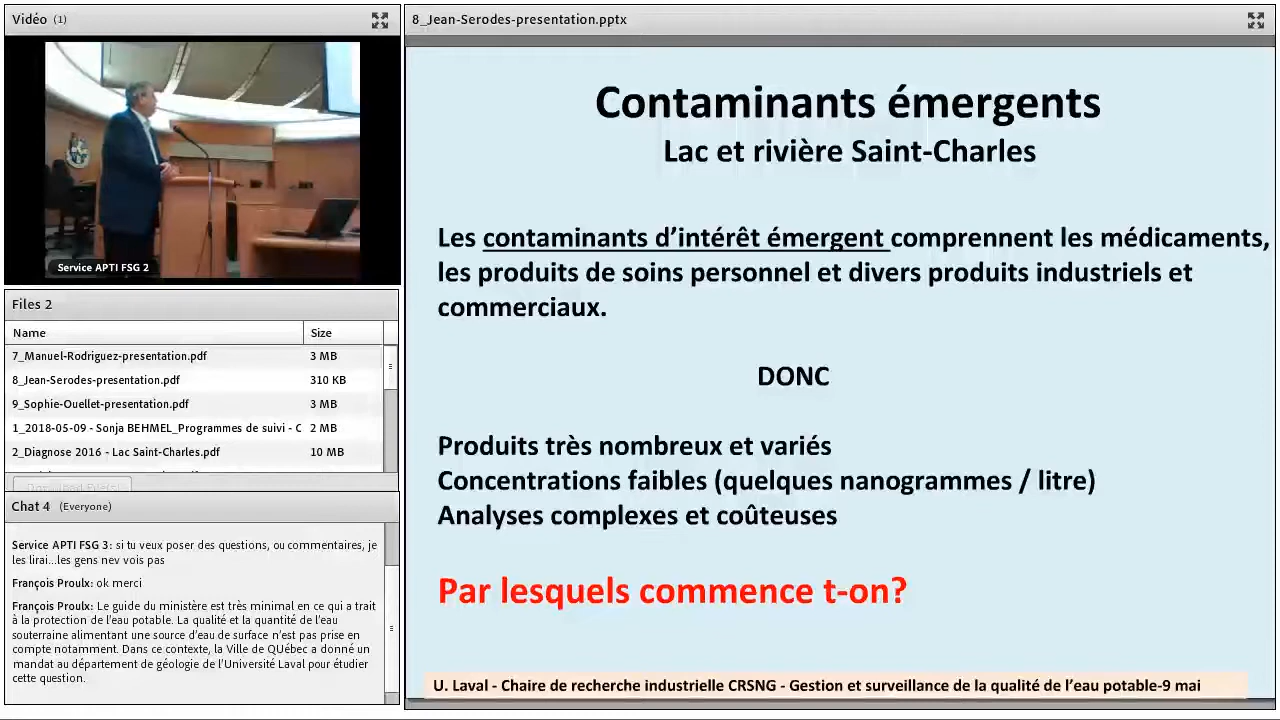 Vidéo (1)
Service APTI FSG 2
Files 2
Name Size
7_Manuel-Rodriguez-presentation.pdf 3 MB
8_Jean-Serodes-presentation.pdf 310 KB
9_Sophie-Ouellet-presentation.pdf 3 MB
1_2018-05-09 - Sonja BEHMEL_Programmes de suivi - C 2 MB
2_Diagnose 2016 - Lac Saint-Charles.pdf 10 MB
Chat 4 (Everyone)
Service APTI FSG 3: si tu veux poser des questions, ou commentaires, je
les lirai...les gens nev vois pas
François Proulx: ok merci
François Proulx: Le guide du ministère est très minimal en ce qui a trait
à la protection de l'eau potable. La qualité et la quantité de l'eau
souterraine alimentant une source d'eau de surface n'est pas prise en
compte notamment. Dans ce contexte, la Ville de QUébec a donné un
mandat au département de géologie de l'Université Laval pour étudier
cette question.
8_Jean-Serodes-presentation.pptx
Contaminants émergents
Lac et rivière Saint-Charles
Les contaminants d’intérêt émergent comprennent les médicaments,
les produits de soins personnel et divers produits industriels et
commerciaux.
DONC
Produits très nombreux et variés
Concentrations faibles (quelques nanogrammes / litre)
Analyses complexes et coûteuses
Par lesquels commence t-on?
U. Laval - Chaire de recherche industrielle CRSNG - Gestion et surveillance de la qualité de l’eau potable-9 mai